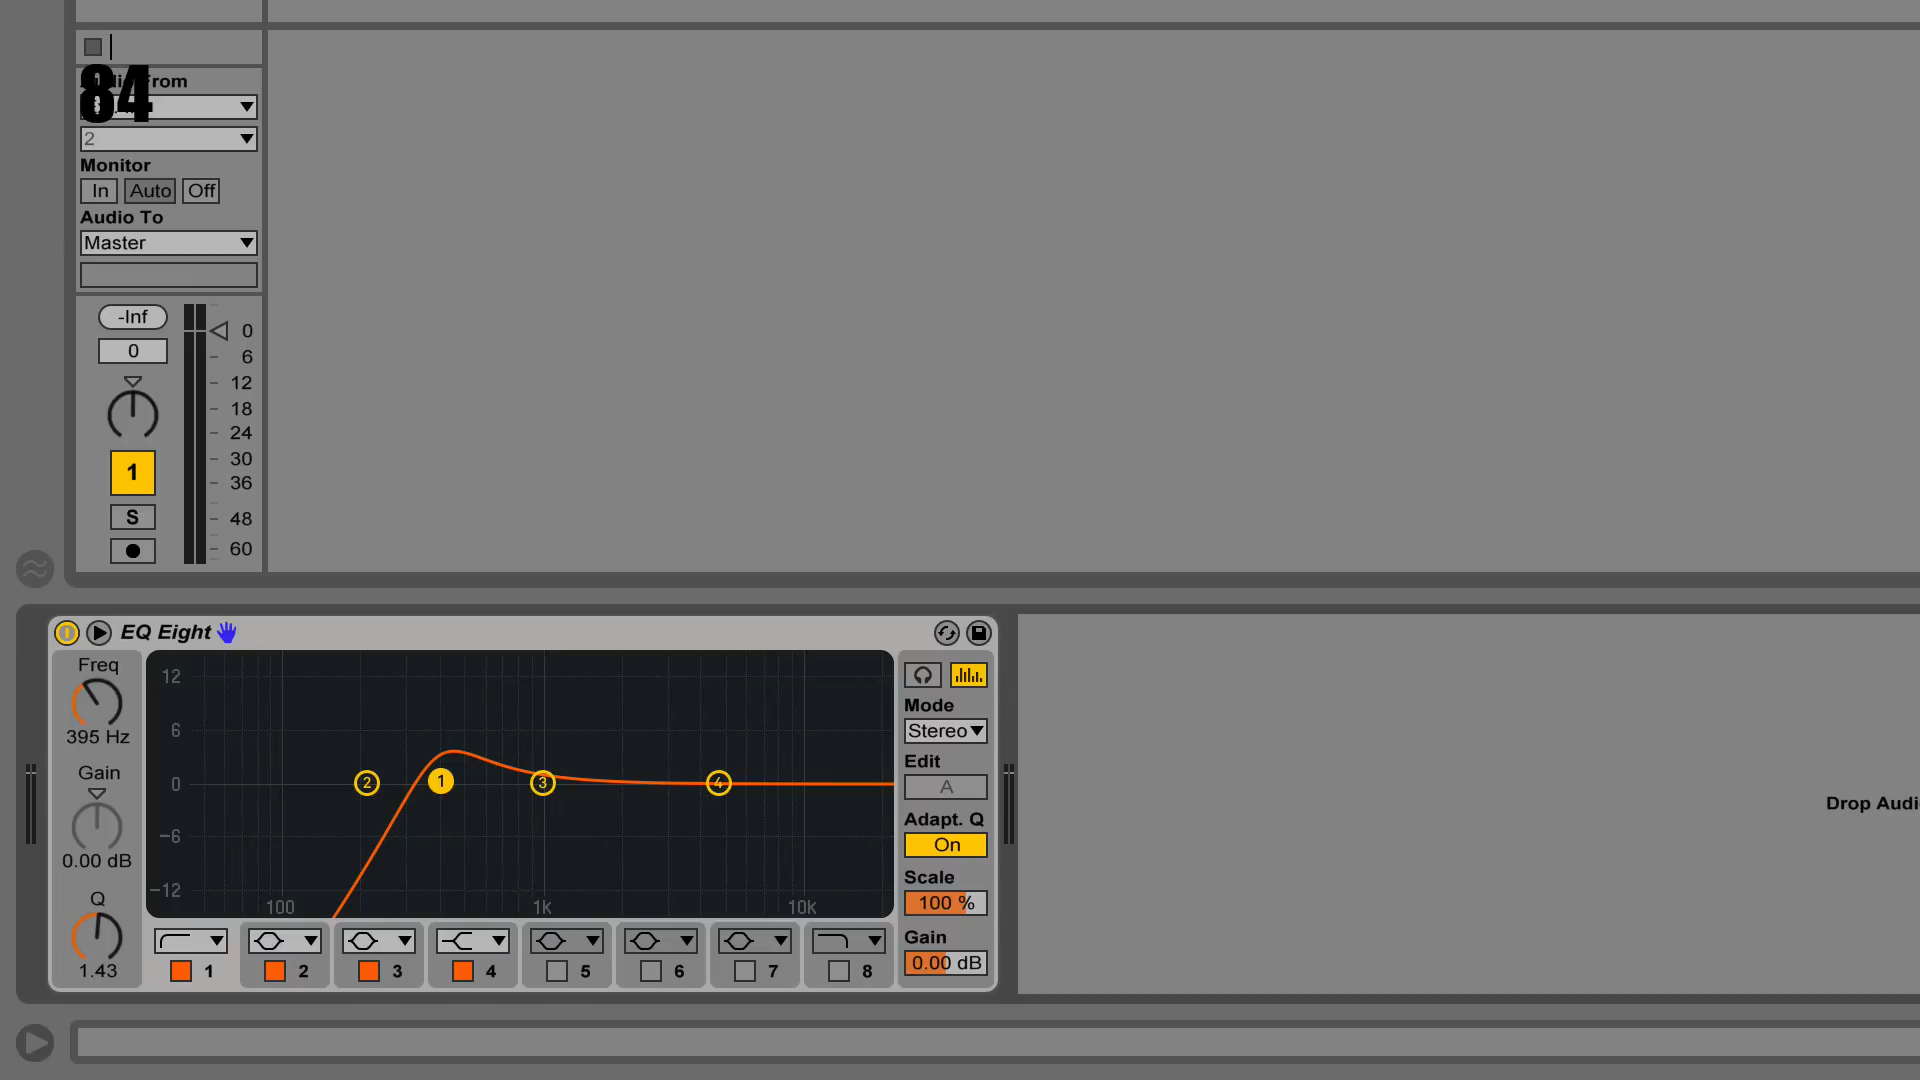 84
Audio From
2
Monitor
In Auto Off
Audio To
Master
-Inf
0
0
6
12
18
24
30
36
48
60
1
S
EQ Eight
Freq
395 Hz
Gain
0.00 dB
Q
1.43
12
6
0
-6
-12
100 1k 10k
2 1 3 4
Mode
Stereo
Edit
A
Adapt. Q
On
Scale
100 %
Gain
0.00 dB
1 2 3 4 5 6 7 8
Drop Audi